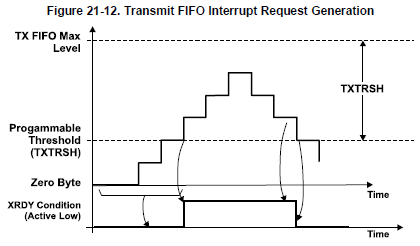 Figure 21-12. Transmit FIFO Interrupt Request Generation
TX FIFO Max
Level
TXTRSH
Progammable
Threshold
(TXTRSH)
Zero Byte
Time
XRDY Condition
(Active Low)
Time